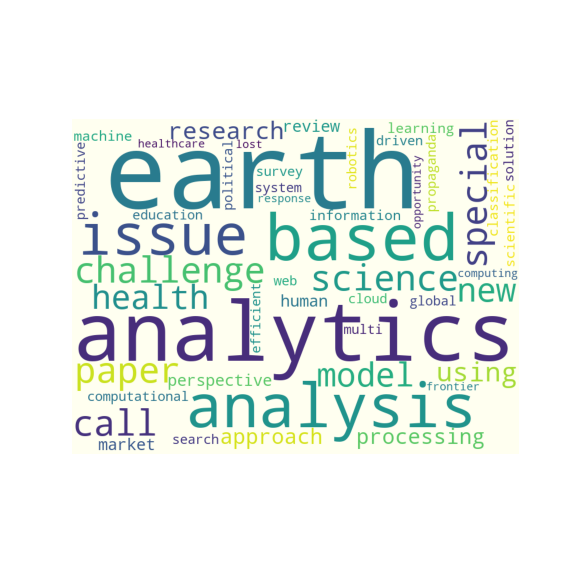 machine
research
review
learning
healthcare
lost
driven
earth
predictive
political
survey
system
response
robotics
opportunity
propaganda
special
classification
scientific
solution
education
information
issue
based
challenge
web
science
computing
health
efficient
human
cloud
global
new
analytics
multi
paper
perspective
model
using
frontier
computational
analysis
call
market
search
approach
processing